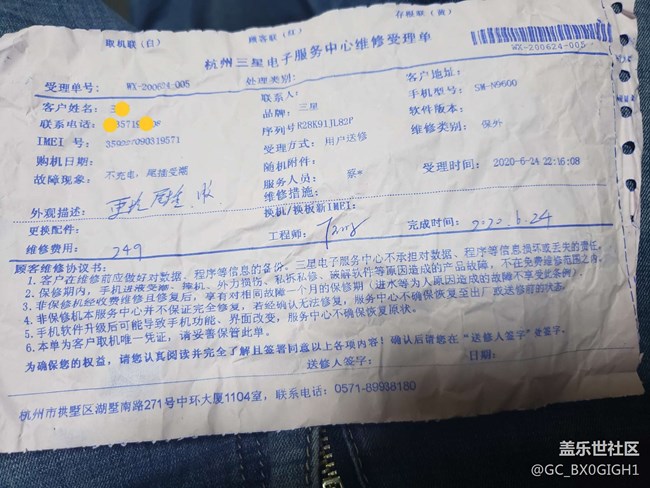 取机联(白) 顾客联(红) 存根联(黄)
杭州三星电子服务中心维修受理单
WX-200624-005
受理单号: WX-200624-005 处理类别:
客户姓名: 联系人: 客户地址:
联系电话: 品牌: 三星 手机型号: SM-N9600
IMEI 号: 序列号R28K91JL82P 软件版本:
购机日期: 受理方式: 用户送修 维修类别: 保外
故障现象: 不充电, 尾插受潮 随机附件:
服务人员: 蔡* 受理时间: 2020-6-24 22:16:08
外观描述: 维修措施:
更换配件: 换机/换板新IMEI:
维修费用: 349 工程师: 完成时间: 2020.6.24
顾客维修协议书:
1. 客户在维修前应做好对数据、程序等信息的备份, 三星电子服务中心不承担对数据、程序等信息损坏或丢失的责任。
2. 保修期内, 手机进液受潮、摔机、外力损伤、私拆私修、破解软件等原因造成的产品故障, 不在免费维修范围之内。
3. 非保修机经收费维修且修复后, 享有对相同故障一个月的保修期(进水等为人原因造成的故障不享受此条例)。
4. 非保修机本服务中心并不保证完全修复, 若经确认无法修复, 服务中心不确保恢复至出厂或送修前的状态。
5. 手机软件升级后可能导致手机功能、界面改变, 服务中心不确保恢复原状。
6. 本单为客户取机唯一凭证, 请妥善保管此单。
为确保您的权益, 请您认真阅读并完全了解且签署同意以上各项内容! 确认后请您在 "送修人签字" 处签字。
送修人签字: 日期:
杭州市拱墅区湖墅南路271号中环大厦1104室, 联系电话: 0571-89938180
盖乐世社区
@GC_BX0GIGH1